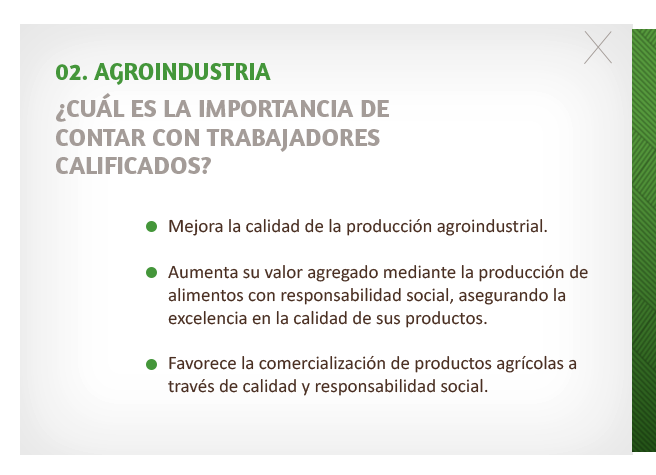 02. AGROINDUSTRIA
¿CUÁL ES LA IMPORTANCIA DE
CONTAR CON TRABAJADORES
CALIFICADOS?
Mejora la calidad de la producción agroindustrial.
Aumenta su valor agregado mediante la producción de
alimentos con responsabilidad social, asegurando la
excelencia en la calidad de sus productos.
Favorece la comercialización de productos agrícolas a
través de calidad y responsabilidad social.